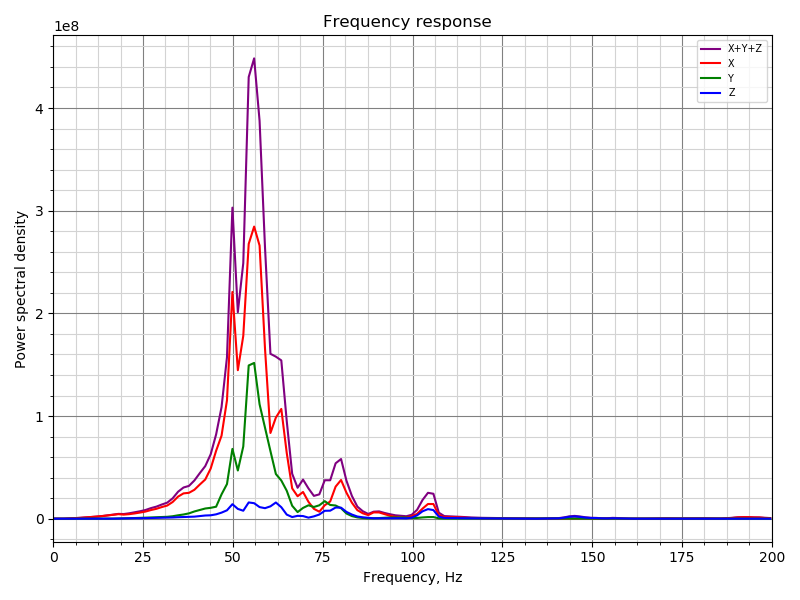 Frequency response
1e8
X+Y+Z
X
Y
Z
Power spectral density
4
3
2
1
0
0 25 50 75 100 125 150 175 200
Frequency, Hz